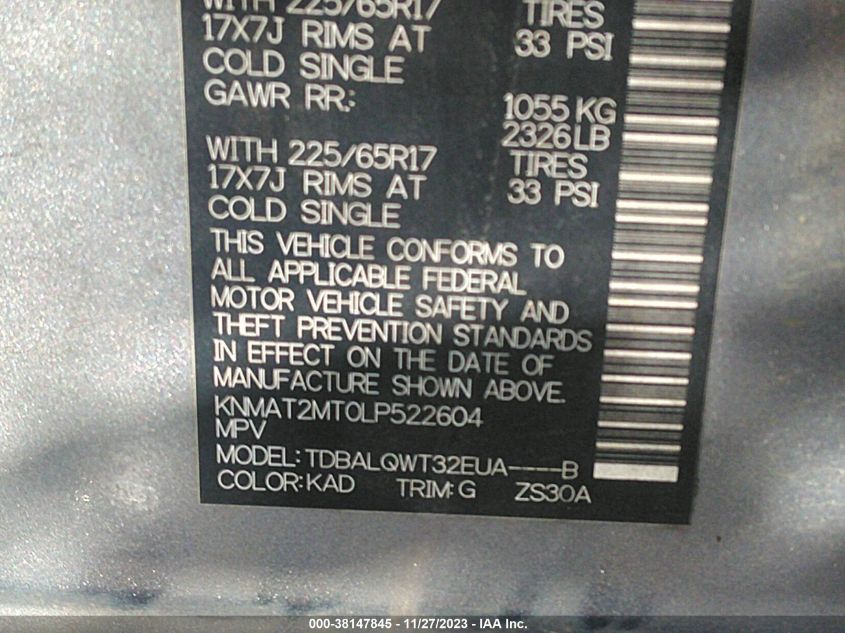 WITH 225/65R17 TIRES
17X7J RIMS AT 33 PSI
COLD SINGLE
GAWR RR.: 1055 KG
2326 LB
WITH 225/65R17 TIRES
17X7J RIMS AT 33 PSI
COLD SINGLE
THIS VEHICLE CONFORMS TO
ALL APPLICABLE FEDERAL
MOTOR VEHICLE SAFETY AND
THEFT PREVENTION STANDARDS
IN EFFECT ON THE DATE OF
MANUFACTURE SHOWN ABOVE.
KNMAT2MT0LP522604
MPV
MODEL: TDBALQWT32EUA----B
COLOR: KAD TRIM: G ZS30A
000-38147845 - 11/27/2023 - IAA Inc.